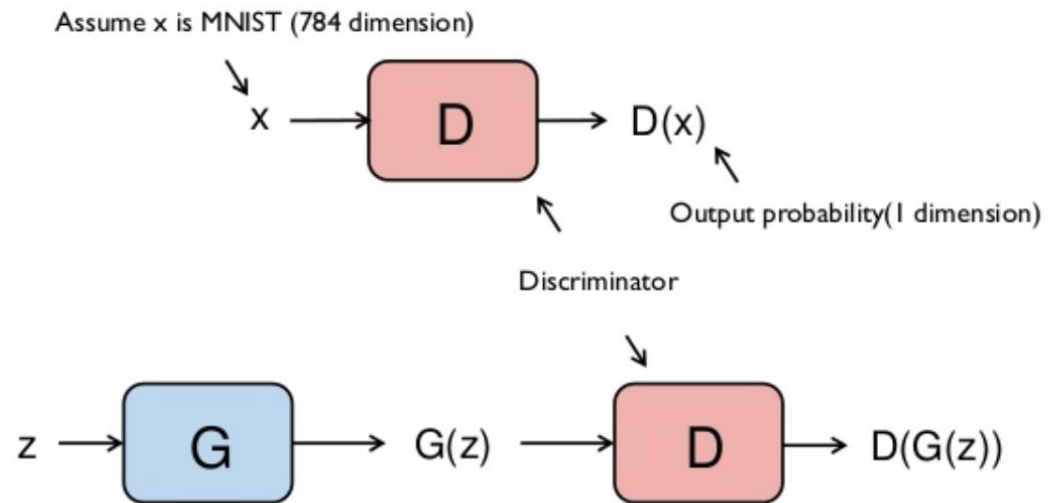 Assume x is MNIST (784 dimension)
x D D(x)
Output probability(1 dimension)
Discriminator
z G G(z) D D(G(z))